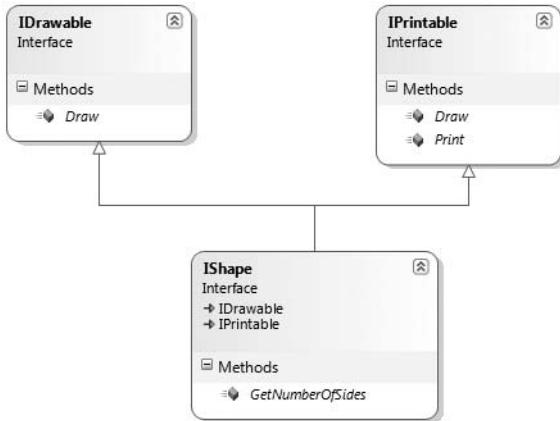 IDrawable
Interface
Methods
Draw
IPrintable
Interface
Methods
Draw
Print
IShape
Interface
IDrawable
IPrintable
Methods
GetNumberOfSides